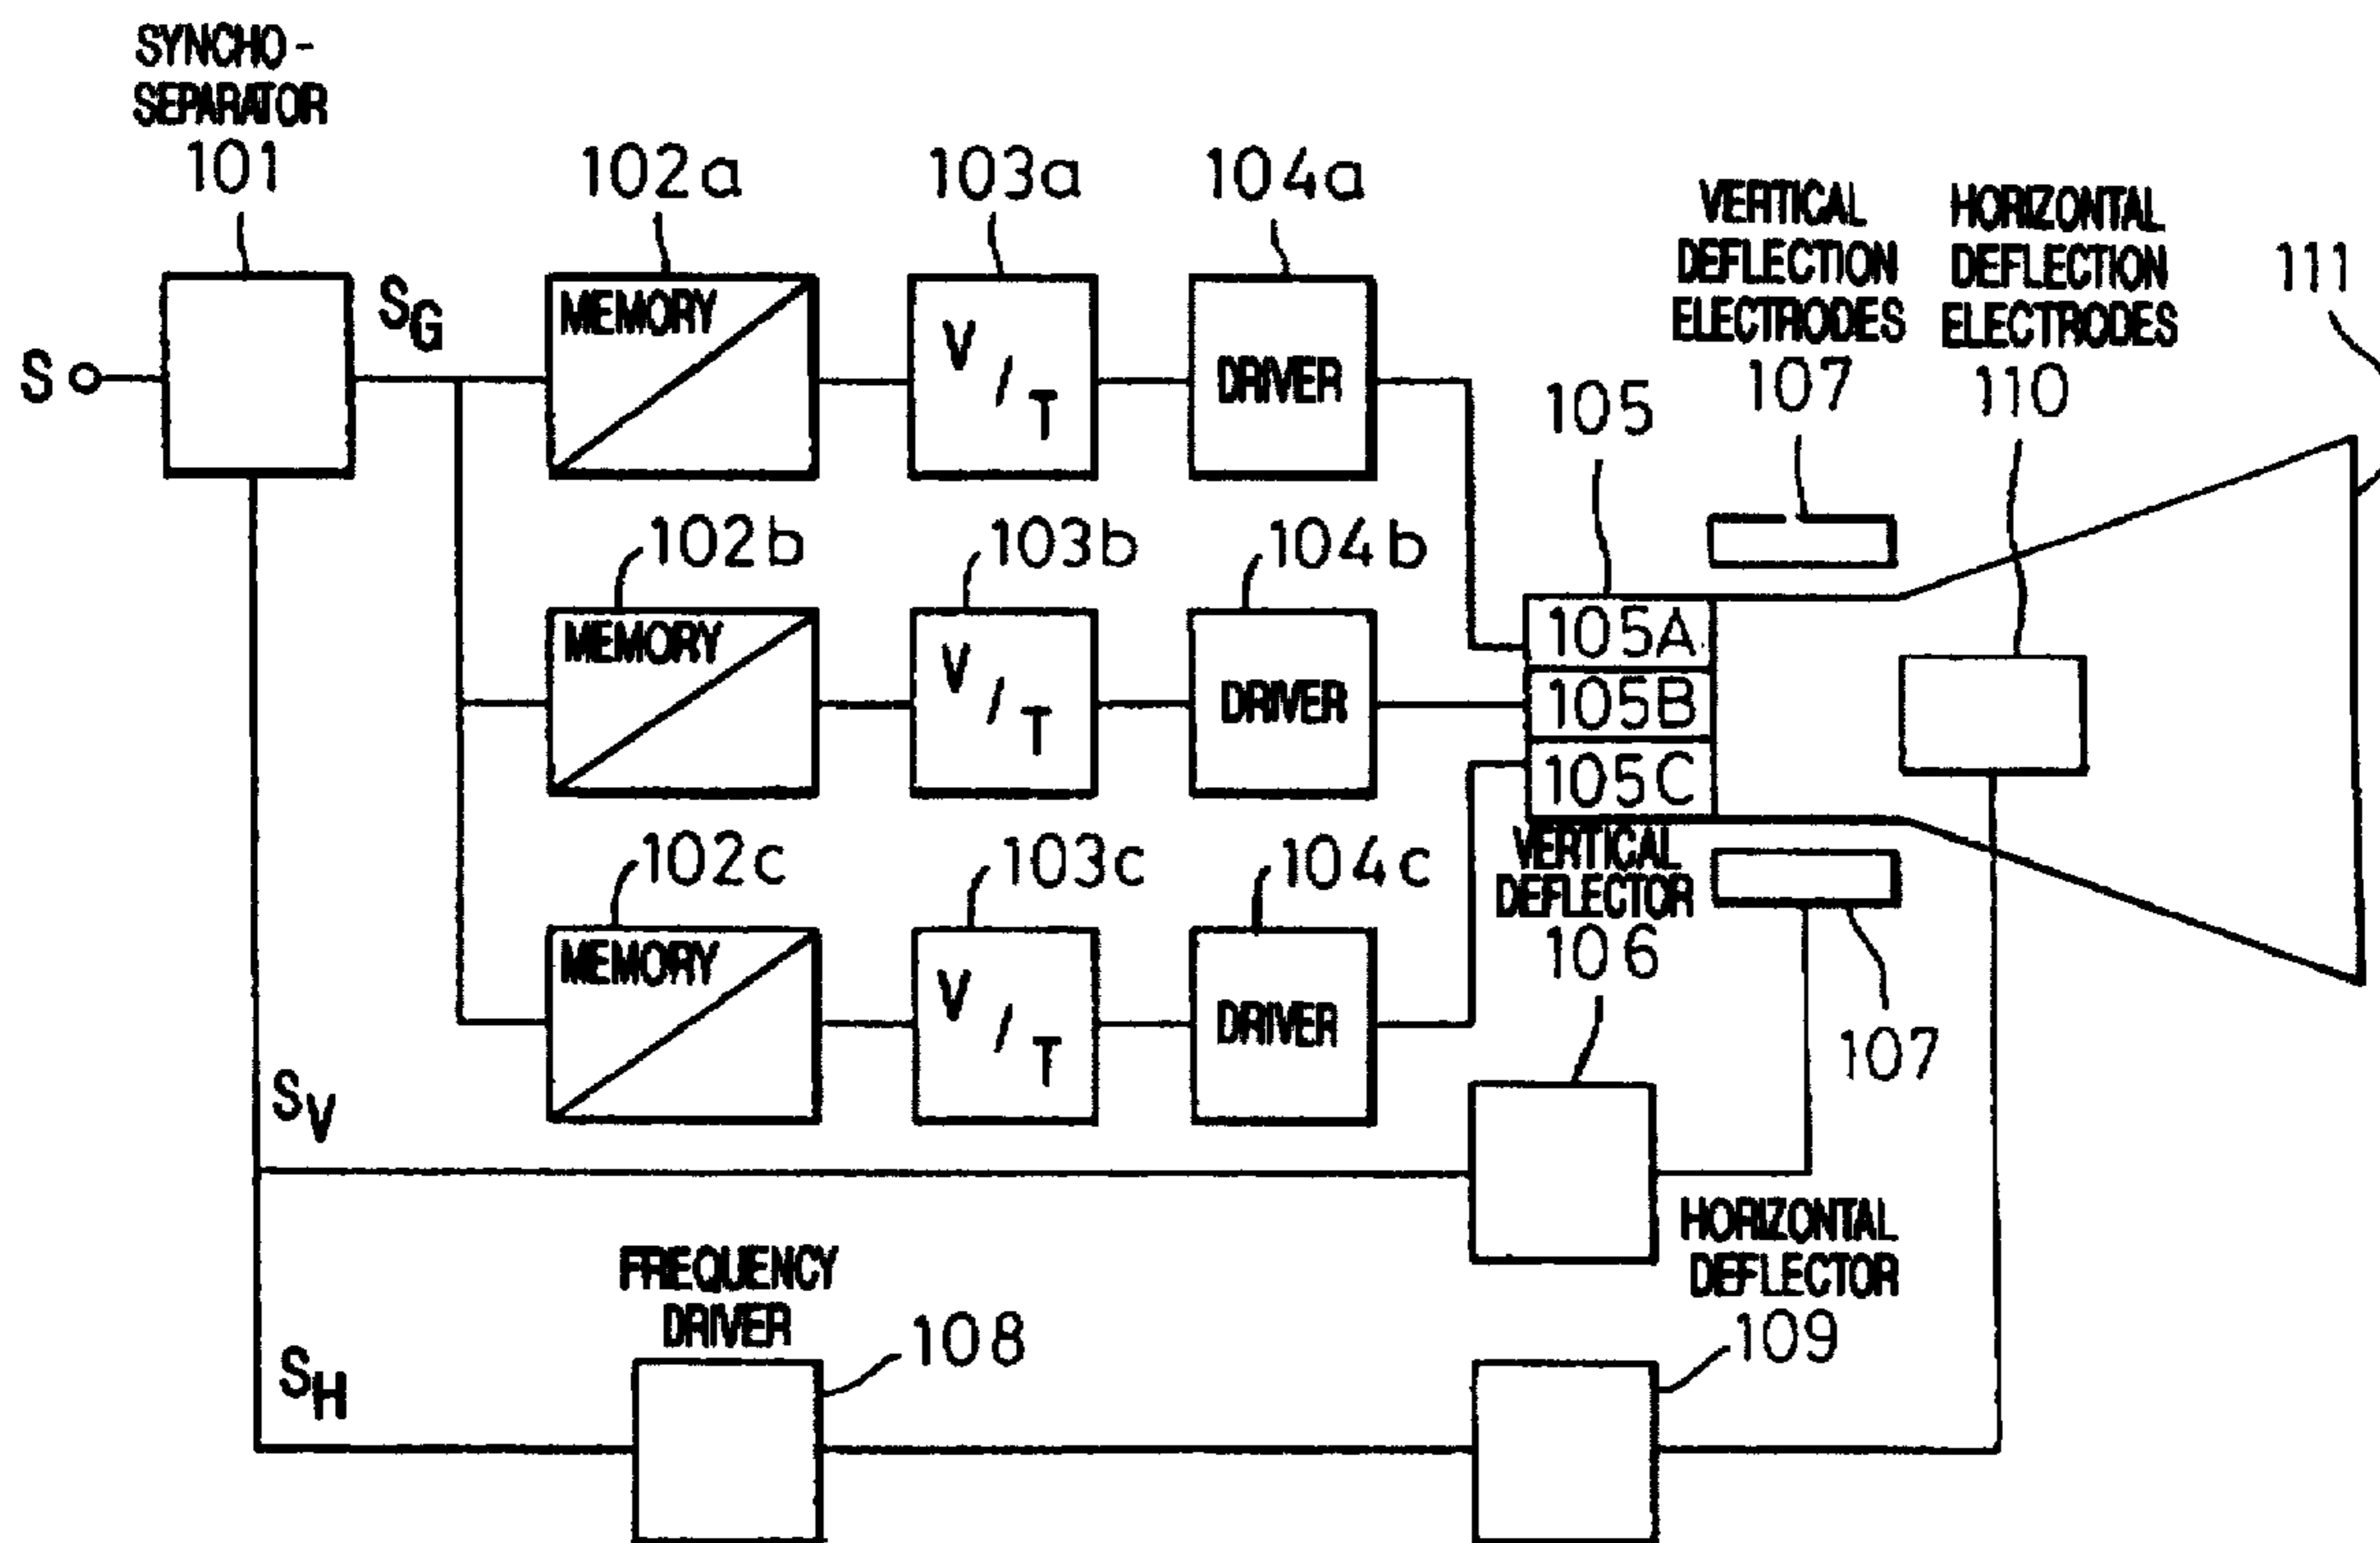 SYNCHO-
SEPARATOR
101
102a
103a
104a
VERTICAL
DEFLECTION
ELECTRODES
107
HORIZONTAL
DEFLECTION
ELECTRODES
110
111
S
SG
MEMORY
V/T
DRIVER
105
102b
103b
104b
MEMORY
V/T
DRIVER
105A
105B
105C
102c
103c
104c
VERTICAL
DEFLECTOR
106
MEMORY
V/T
DRIVER
107
SV
HORIZONTAL
DEFLECTOR
109
FREQUENCY
DRIVER
108
SH